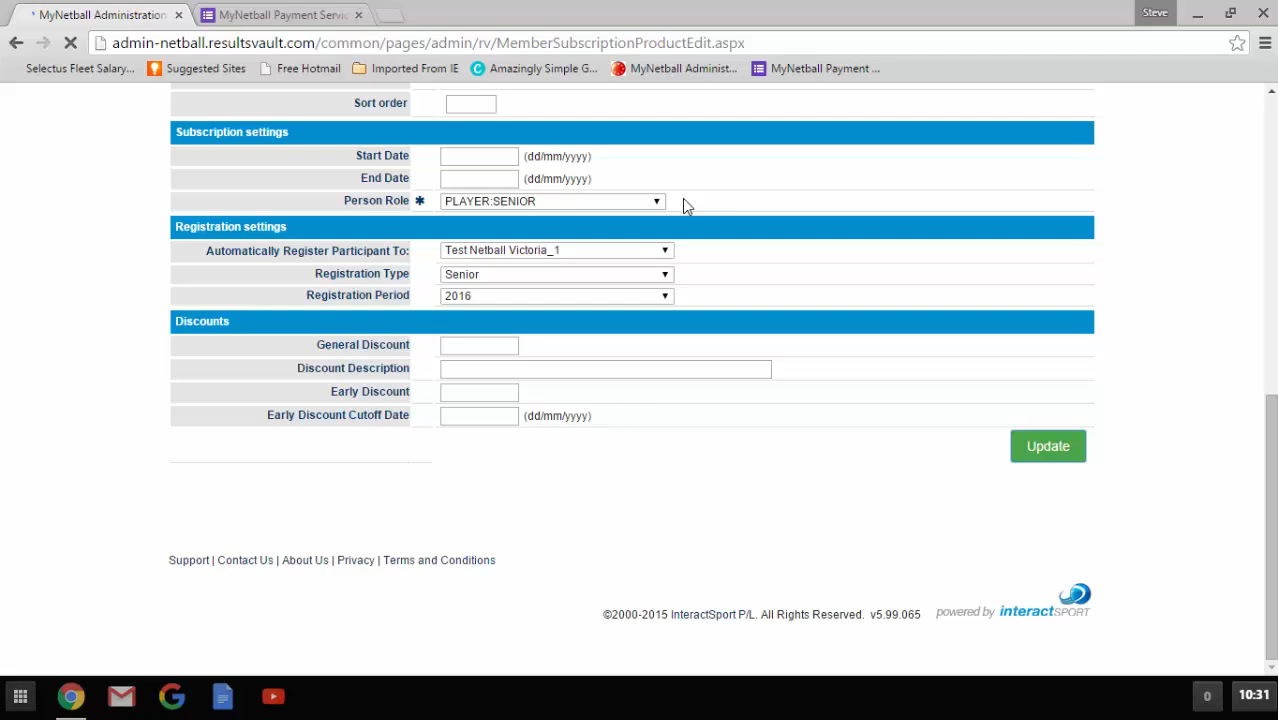 MyNetball Administration
MyNetball Payment Servic
Steve
admin-netball.resultsvault.com/common/pages/admin/rv/MemberSubscriptionProductEdit.aspx
Selectus Fleet Salary...
Suggested Sites
Free Hotmail
Imported From IE
Amazingly Simple G...
MyNetball Administ...
MyNetball Payment ...
Sort order
Subscription settings
Start Date (dd/mm/yyyy)
End Date (dd/mm/yyyy)
Person Role * PLAYER:SENIOR
Registration settings
Automatically Register Participant To: Test Netball Victoria_1
Registration Type Senior
Registration Period 2016
Discounts
General Discount
Discount Description
Early Discount
Early Discount Cutoff Date (dd/mm/yyyy)
Update
Support | Contact Us | About Us | Privacy | Terms and Conditions
©2000-2015 InteractSport P/L. All Rights Reserved. v5.99.065 powered by interactSPORT
0
10:31